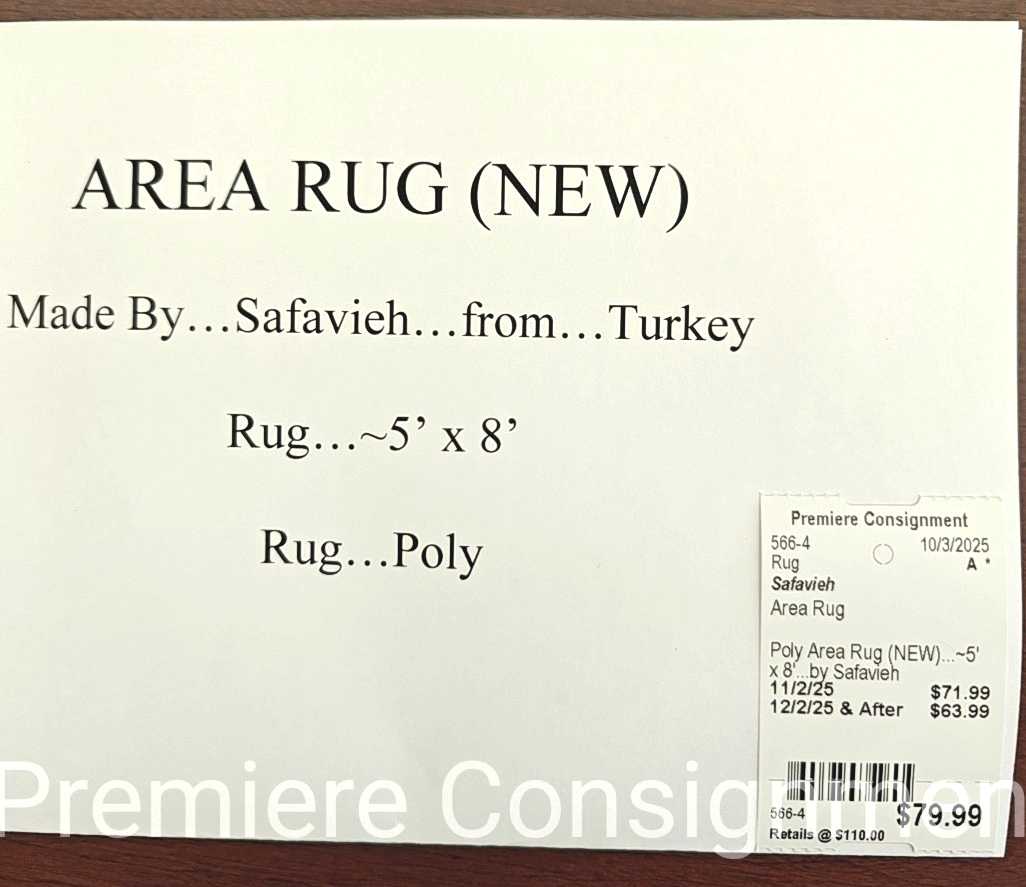 AREA RUG (NEW)
Made By...Safavieh...from...Turkey
Rug...~5' x 8'
Rug...Poly
Premiere Consignment
566-4 10/3/2025
Rug A *
Safavieh
Area Rug
Poly Area Rug (NEW)...~5'
x 8'...by Safavieh
11/2/25 $71.99
12/2/25 & After $63.99
566-4 $79.99
Retails @ $110.00
Premiere Consignmen